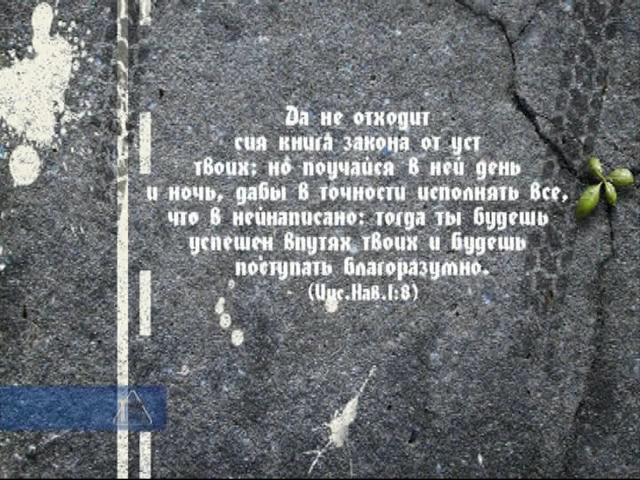 Да не отходит
сия книга закона от уст
твоих: но поучайся в ней день
и ночь, дабы в точности исполнять все,
что в нейнаписано: тогда ты будешь
успешен впутях твоих и будешь
поступать благоразумно.
(Иис.Нав.1:8)